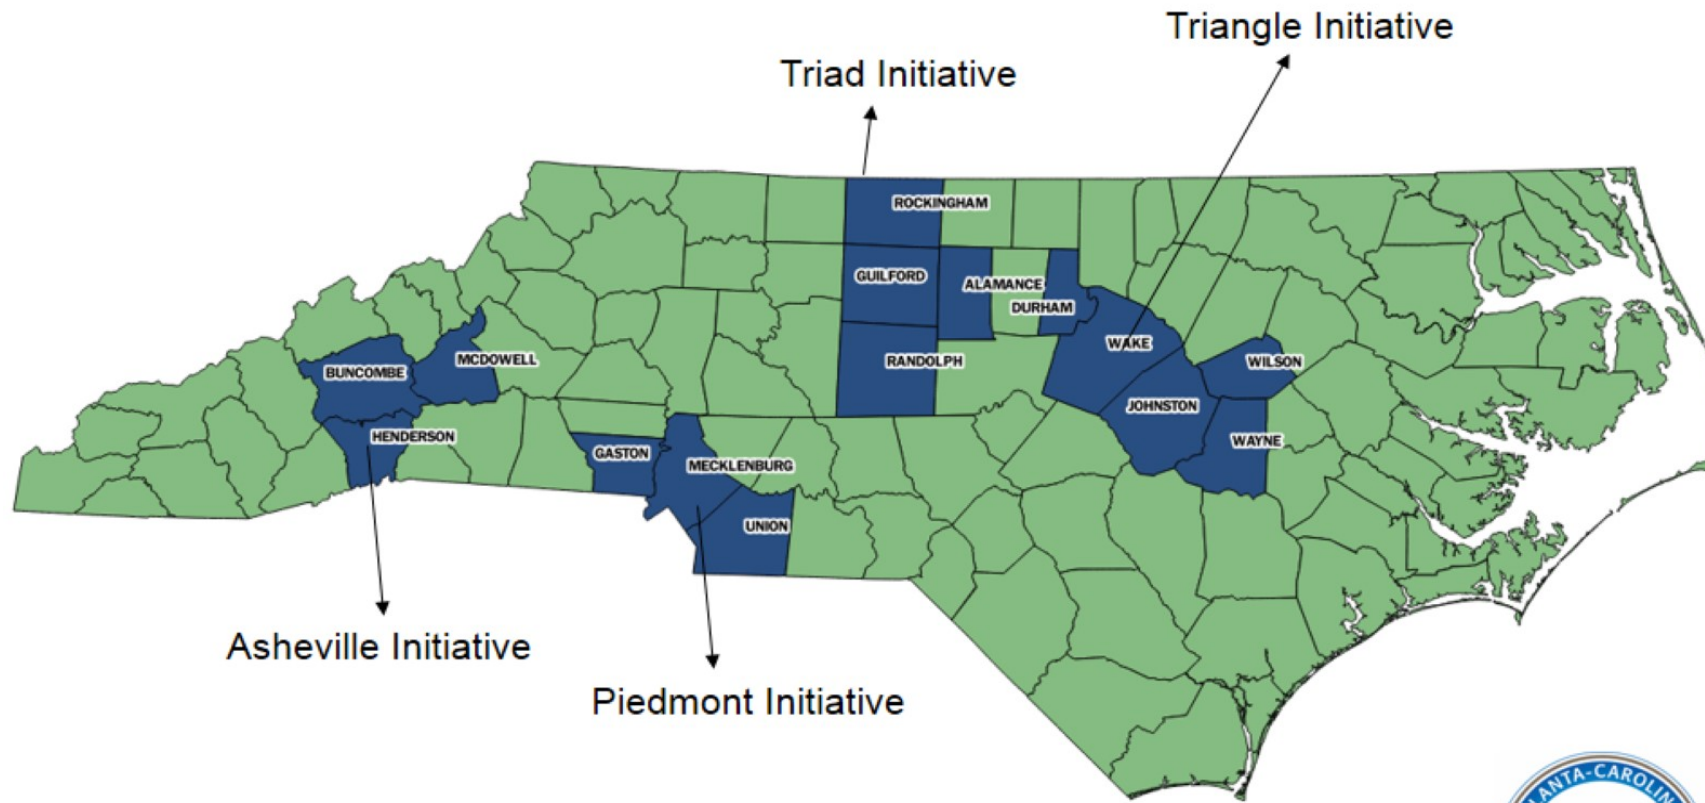 Triangle Initiative
Triad Initiative
ROCKINGHAM
GUILFORD
ALAMANCE
DURHAM
WAKE
MCDOWELL
RANDOLPH
WILSON
BUNCOMBE
JOHNSTON
HENDERSON
WAYNE
GASTON
MECKLENBURG
UNION
Asheville Initiative
Piedmont Initiative